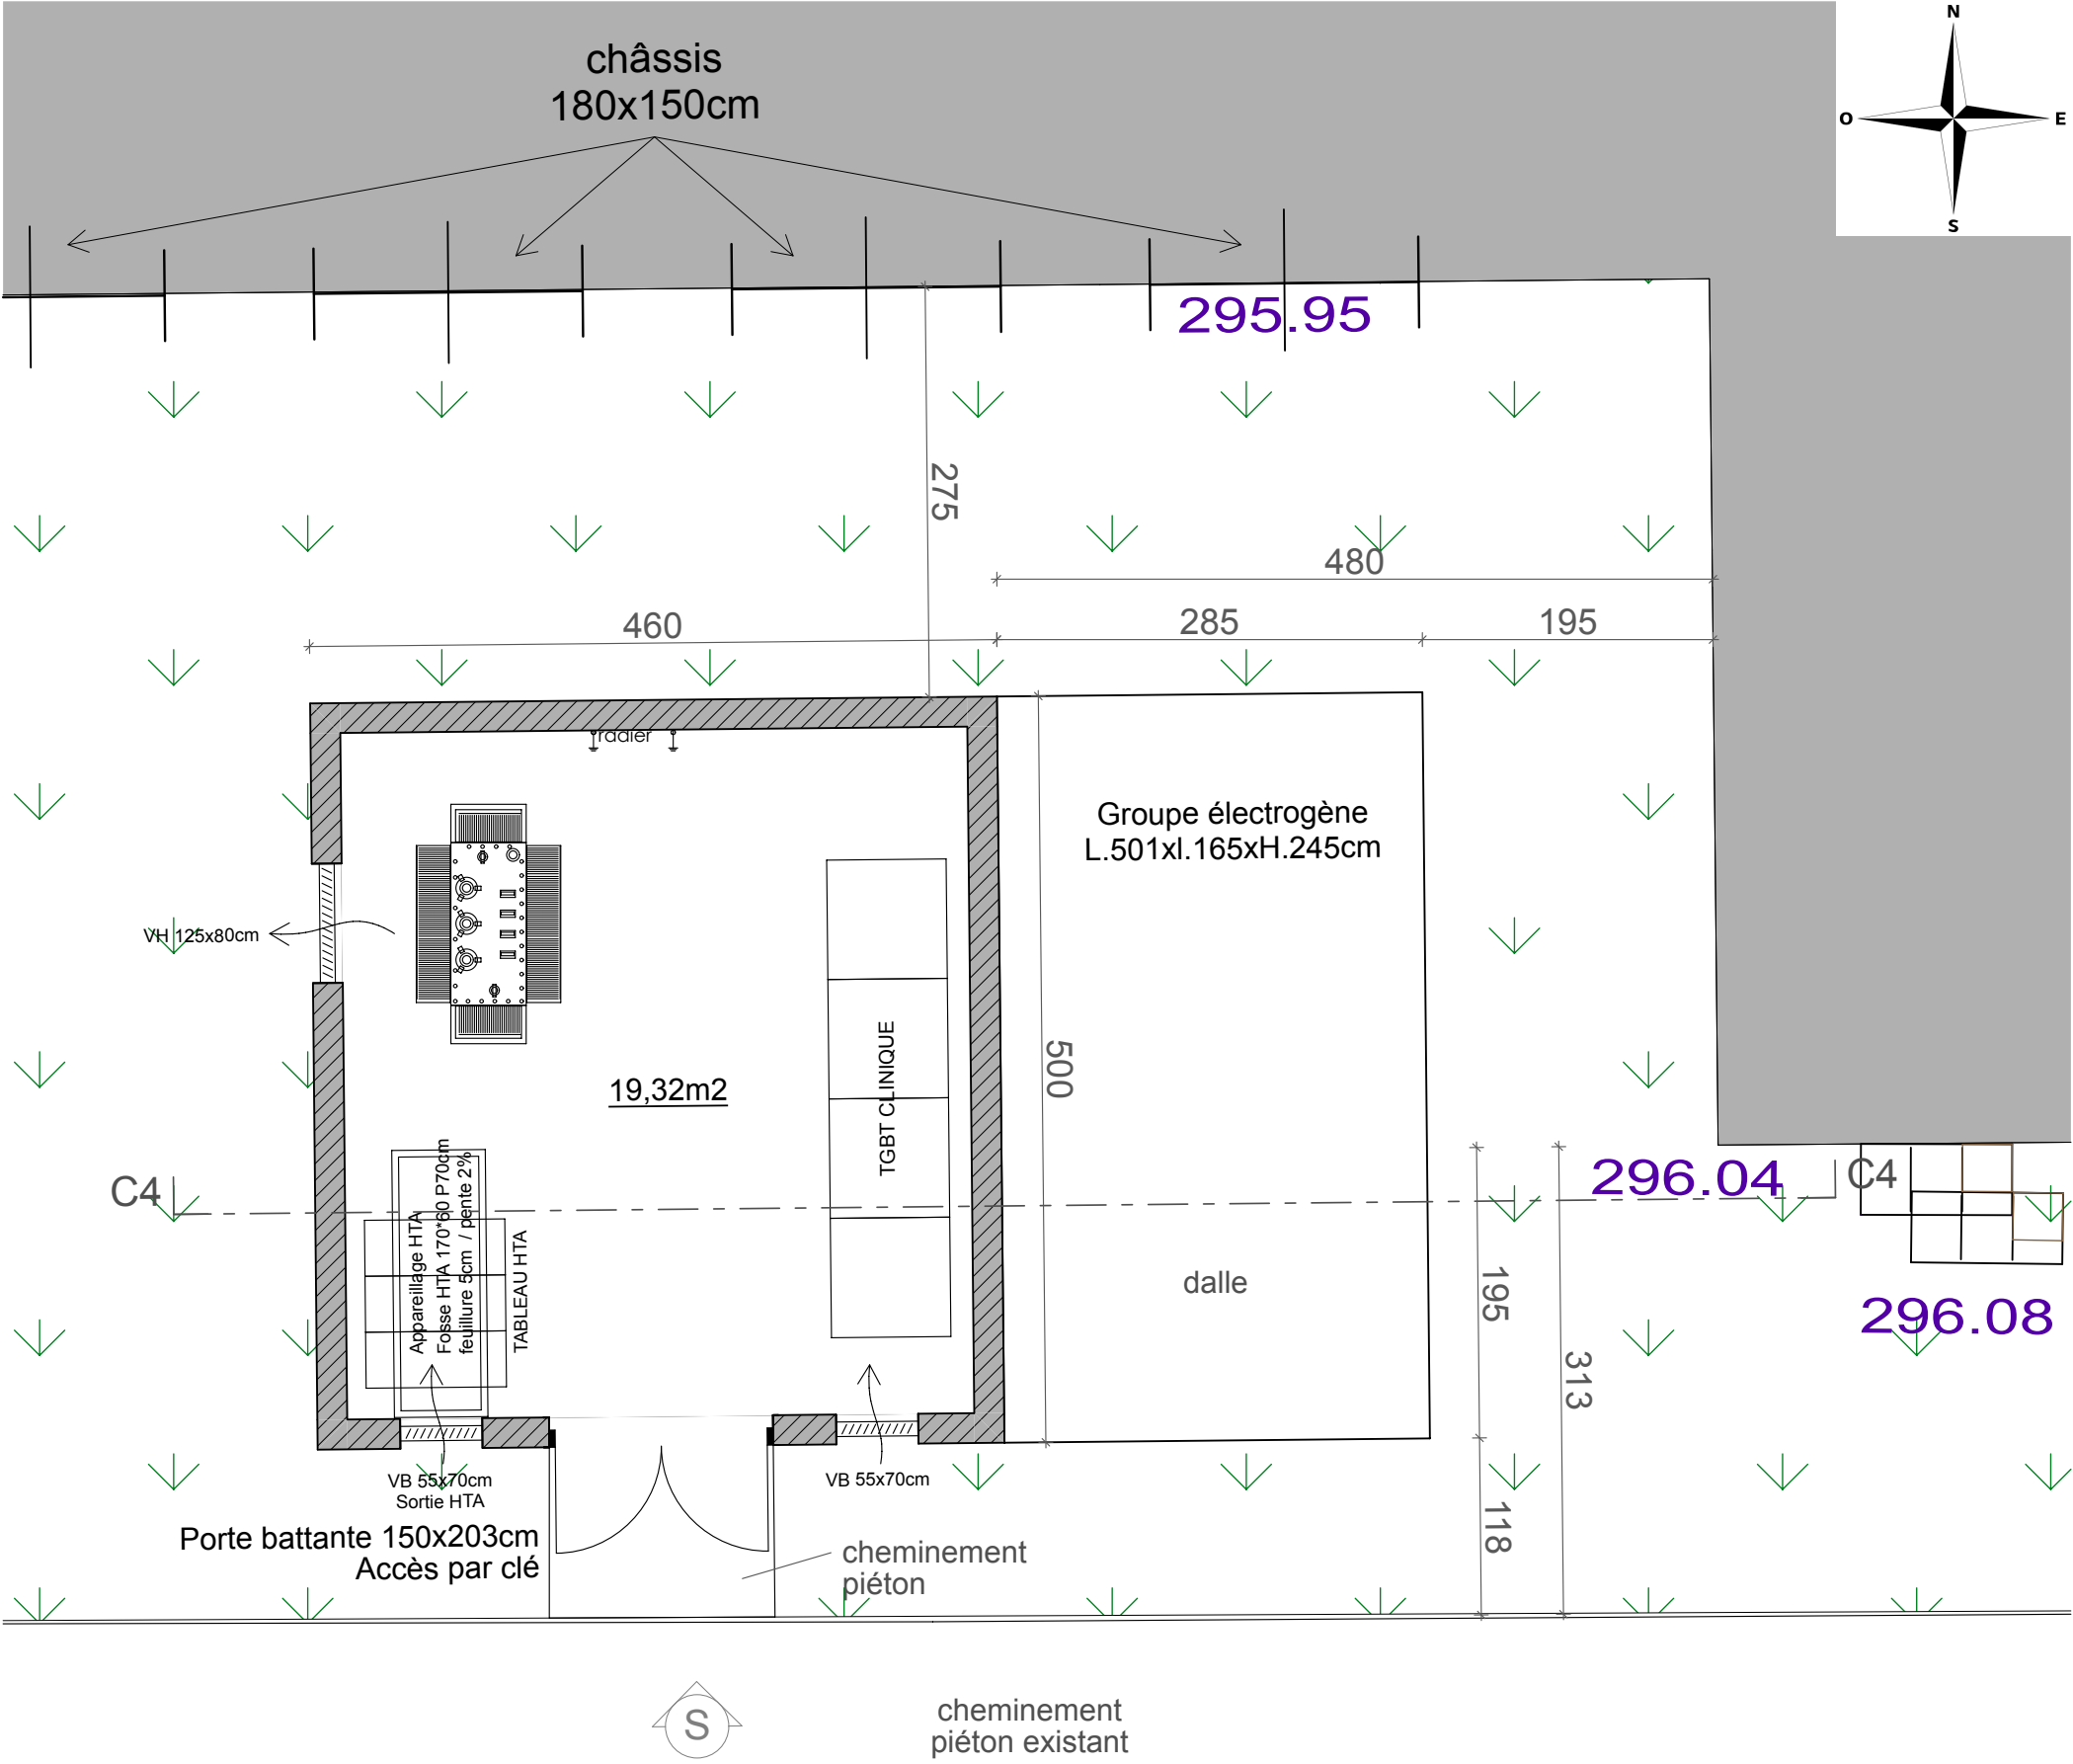 châssis
180x150cm
N
O
E
S
295.95
275
480
460
285
195
radier
Groupe électrogène
L.501xl.165xH.245cm
VH 125x80cm
500
TGBT CLINIQUE
19,32m2
C4
Appareillage HTA
Fosse HTA 170*60 P70cm
feuillure 5cm / pente 2%
TABLEAU HTA
296.04
C4
dalle
195
313
296.08
VB 55x70cm
Sortie HTA
VB 55x70cm
118
Porte battante 150x203cm
Accès par clé
cheminement
piéton
S
cheminement
piéton existant